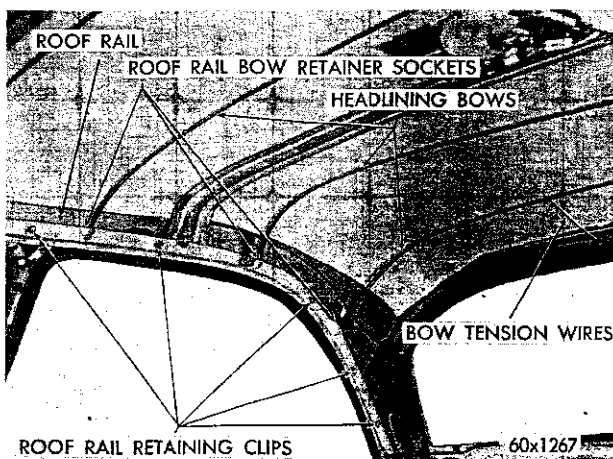 ROOF RAIL
ROOF RAIL BOW RETAINER SOCKETS
HEADLINING BOWS
BOW TENSION WIRES
ROOF RAIL RETAINING CLIPS
60x1267